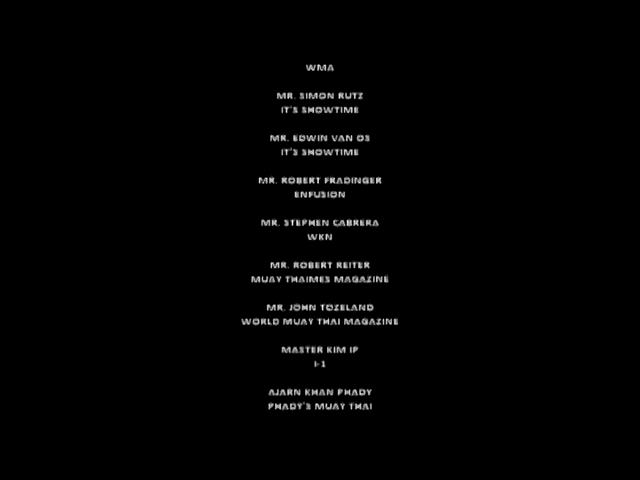 WMA
MR. SIMON RUTZ
IT'S SHOWTIME
MR. EDWIN VAN OS
IT'S SHOWTIME
MR. ROBERT FRADINGER
ENFUSION
MR. STEPHEN CABRERA
WKN
MR. ROBERT REITER
MUAY THAIMES MAGAZINE
MR. JOHN TOZELAND
WORLD MUAY THAI MAGAZINE
MASTER KIM IP
I-1
AJARN KHAN PHADY
PHADY'S MUAY THAI